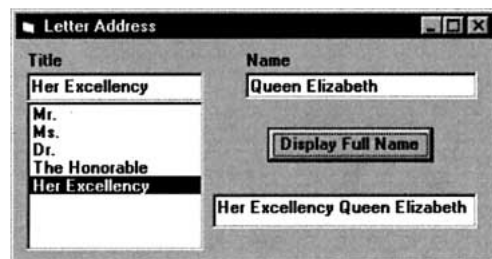 Letter Address
Title
Name
Her Excellency
Queen Elizabeth
Mr.
Ms.
Dr.
The Honorable
Her Excellency
Display Full Name
Her Excellency Queen Elizabeth